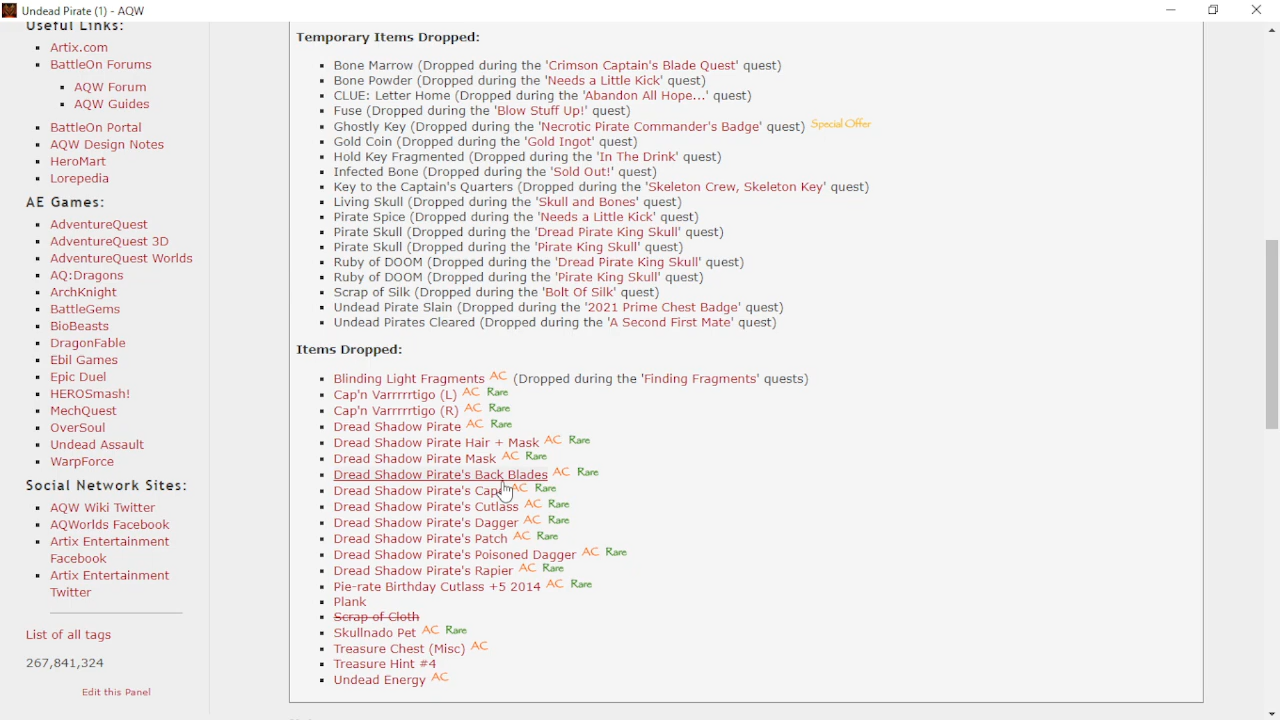 Undead Pirate (1) - AQW
Useful Links:
Artix.com
BattleOn Forums
AQW Forum
AQW Guides
BattleOn Portal
AQW Design Notes
HeroMart
Lorepedia
AE Games:
AdventureQuest
AdventureQuest 3D
AdventureQuest Worlds
AQ:Dragons
ArchKnight
BattleGems
BioBeasts
DragonFable
Ebil Games
Epic Duel
HEROSmash!
MechQuest
OverSoul
Undead Assault
WarpForce
Social Network Sites:
AQW Wiki Twitter
AQWorlds Facebook
Artix Entertainment
Facebook
Artix Entertainment
Twitter
List of all tags
267,841,324
Edit this Panel
Temporary Items Dropped:
Bone Marrow (Dropped during the 'Crimson Captain's Blade Quest' quest)
Bone Powder (Dropped during the 'Needs a Little Kick' quest)
CLUE: Letter Home (Dropped during the 'Abandon All Hope...' quest)
Fuse (Dropped during the 'Blow Stuff Up!' quest)
Ghostly Key (Dropped during the 'Necrotic Pirate Commander's Badge' quest) Special Offer
Gold Coin (Dropped during the 'Gold Ingot' quest)
Hold Key Fragmented (Dropped during the 'In The Drink' quest)
Infected Bone (Dropped during the 'Sold Out!' quest)
Key to the Captain's Quarters (Dropped during the 'Skeleton Crew, Skeleton Key' quest)
Living Skull (Dropped during the 'Skull and Bones' quest)
Pirate Spice (Dropped during the 'Needs a Little Kick' quest)
Pirate Skull (Dropped during the 'Dread Pirate King Skull' quest)
Pirate Skull (Dropped during the 'Pirate King Skull' quest)
Ruby of DOOM (Dropped during the 'Dread Pirate King Skull' quest)
Ruby of DOOM (Dropped during the 'Pirate King Skull' quest)
Scrap of Silk (Dropped during the 'Bolt Of Silk' quest)
Undead Pirate Slain (Dropped during the '2021 Prime Chest Badge' quest)
Undead Pirates Cleared (Dropped during the 'A Second First Mate' quest)
Items Dropped:
Blinding Light Fragments AC (Dropped during the 'Finding Fragments' quests)
Cap'n Varrrrrtigo (L) AC Rare
Cap'n Varrrrrtigo (R) AC Rare
Dread Shadow Pirate AC Rare
Dread Shadow Pirate Hair + Mask AC Rare
Dread Shadow Pirate Mask AC Rare
Dread Shadow Pirate's Back Blades AC Rare
Dread Shadow Pirate's AC Rare
Dread Shadow Pirate's Cutlass AC Rare
Dread Shadow Pirate's Dagger AC Rare
Dread Shadow Pirate's Patch AC Rare
Dread Shadow Pirate's Poisoned Dagger AC Rare
Dread Shadow Pirate's Rapier AC Rare
Pie-rate Birthday Cutlass +5 2014 AC Rare
Plank
Scrap of Cloth
Skullnado Pet AC Rare
Treasure Chest (Misc) AC
Treasure Hint #4
Undead Energy AC